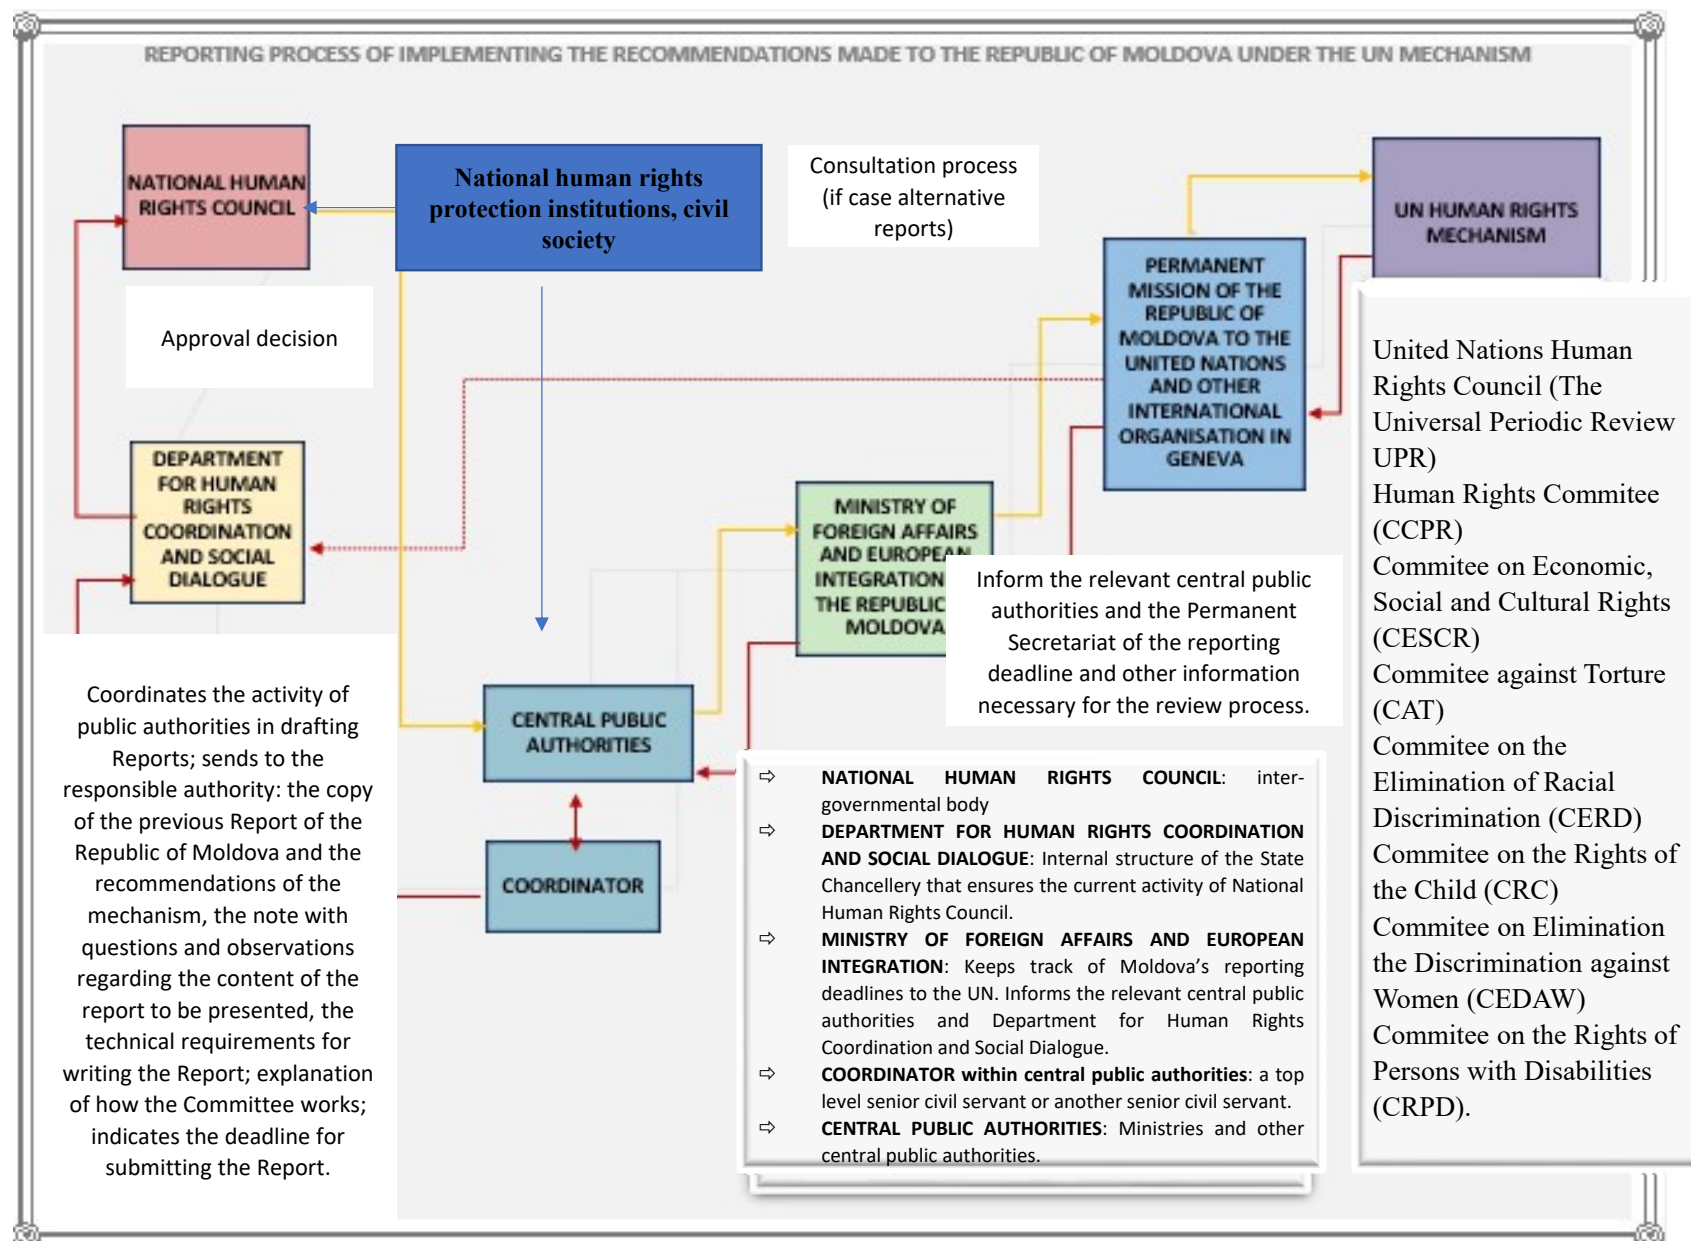 REPORTING PROCESS OF IMPLEMENTING THE RECOMMENDATIONS MADE TO THE REPUBLIC OF MOLDOVA UNDER THE UN MECHANISM
NATIONAL HUMAN
RIGHTS COUNCIL
National human rights
protection institutions, civil
society
Consultation process
(if case alternative
reports)
UN HUMAN RIGHTS
MECHANISM
PERMANENT
MISSION OF THE
REPUBLIC OF
MOLDOVA TO THE
UNITED NATIONS
AND OTHER
INTERNATIONAL
ORGANISATION IN
GENEVA
Approval decision
DEPARTMENT
FOR HUMAN
RIGHTS
COORDINATION
AND SOCIAL
DIALOGUE
MINISTRY OF
FOREIGN AFFAIRS
AND EUROPEAN
INTEGRATION
THE REPUBLIC
MOLDOVA
Inform the relevant central public
authorities and the Permanent
Secretariat of the reporting
deadline and other information
necessary for the review process.
United Nations Human
Rights Council (The
Universal Periodic Review
UPR)
Human Rights Commitee
(CCPR)
Commitee on Economic,
Social and Cultural Rights
(CESCR)
Commitee against Torture
(CAT)
Commitee on the
Elimination of Racial
Discrimination (CERD)
Commitee on the Rights of
the Child (CRC)
Commitee on Elimination
the Discrimination against
Women (CEDAW)
Commitee on the Rights of
Persons with Disabilities
(CRPD).
Coordinates the activity of
public authorities in drafting
Reports; sends to the
responsible authority: the copy
of the previous Report of the
Republic of Moldova and the
recommendations of the
mechanism, the note with
questions and observations
regarding the content of the
report to be presented, the
technical requirements for
writing the Report; explanation
of how the Committee works;
indicates the deadline for
submitting the Report.
CENTRAL PUBLIC
AUTHORITIES
COORDINATOR
⇨ NATIONAL HUMAN RIGHTS COUNCIL: inter-
governmental body
⇨ DEPARTMENT FOR HUMAN RIGHTS COORDINATION
AND SOCIAL DIALOGUE: Internal structure of the State
Chancellery that ensures the current activity of National
Human Rights Council.
⇨ MINISTRY OF FOREIGN AFFAIRS AND EUROPEAN
INTEGRATION: Keeps track of Moldova's reporting
deadlines to the UN. Informs the relevant central public
authorities and Department for Human Rights
Coordination and Social Dialogue.
⇨ COORDINATOR within central public authorities: a top
level senior civil servant or another senior civil servant.
⇨ CENTRAL PUBLIC AUTHORITIES: Ministries and other
central public authorities.